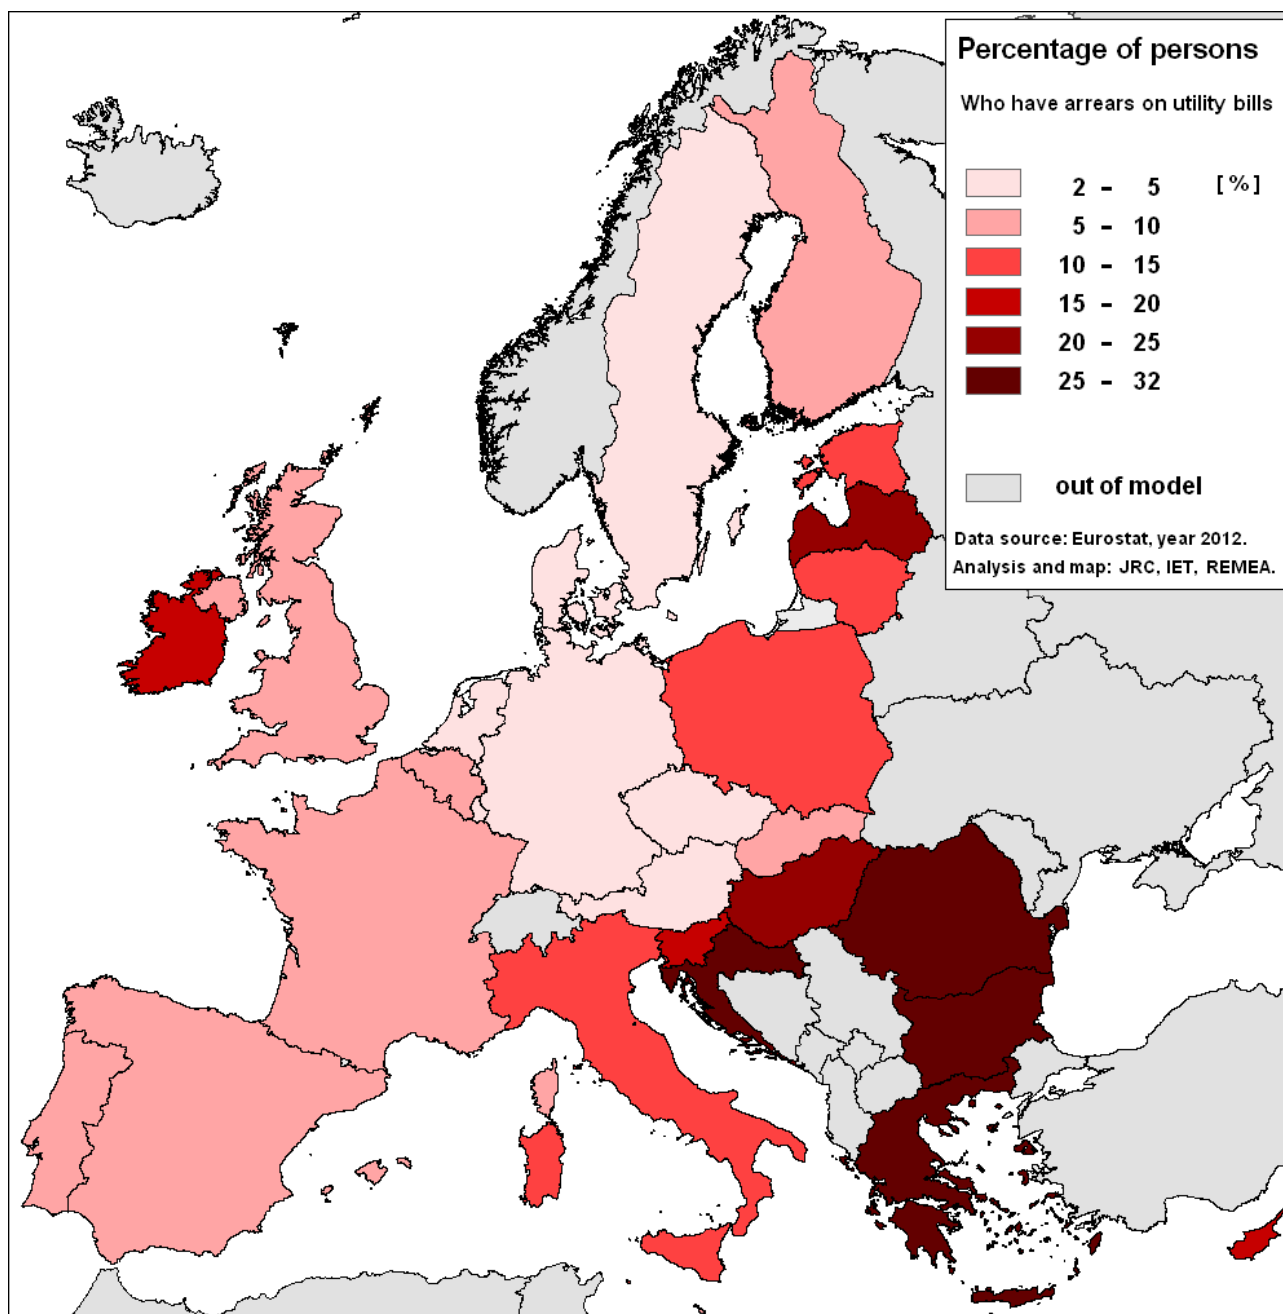 Percentage of persons
Who have arrears on utility bills
2 - 5 [%]
5 - 10
10 - 15
15 - 20
20 - 25
25 - 32
out of model
Data source: Eurostat, year 2012.
Analysis and map: JRC, IET, REMEA.